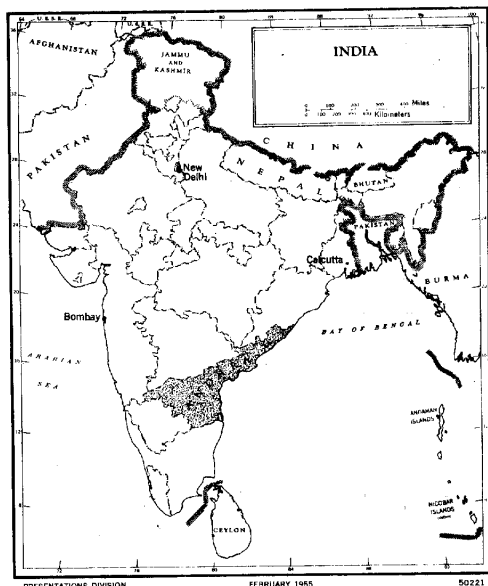 U.S.S.R.
U.S.S.R.
AFGHANISTAN
JAMMU
AND
KASHMIR
INDIA
Miles
Kilometers
CHINA
PAKISTAN
NEPAL
New
Delhi
BHUTAN
PAKISTAN
Calcutta
BURMA
Bombay
BAY OF BENGAL
ARABIAN
SEA
ANDAMAN
ISLANDS
NICOBAR
ISLANDS
CEYLON
PRESENTATIONS DIVISION FEBRUARY 1955 50221